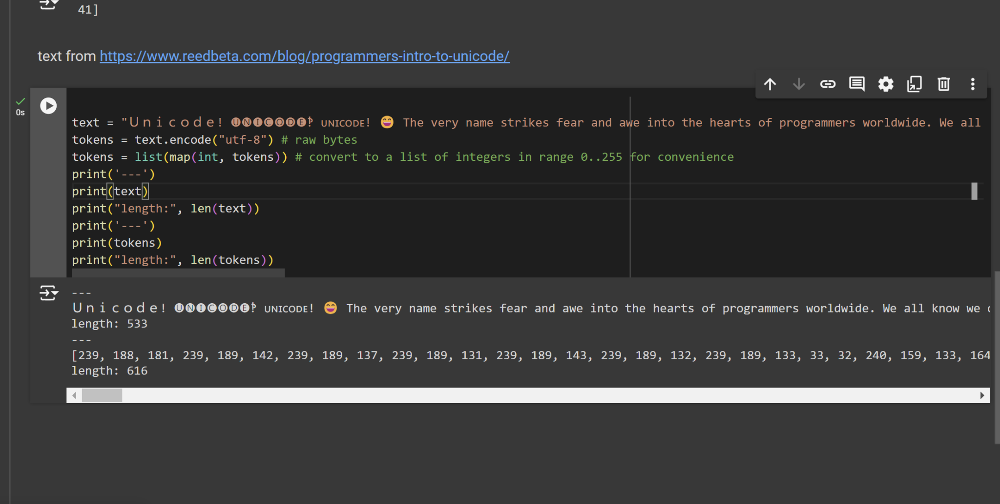 41]
text from https://www.reedbeta.com/blog/programmers-intro-to-unicode/
0s
text = "Ｕｎｉｃｏｄｅ! 🅤🅝🅘🅒🅞🅓🅔‽ 🇺‌🇳‌🇮‌🇨‌🇴‌🇩‌🇪! 😄 The very name strikes fear and awe into the hearts of programmers worldwide. We all
tokens = text.encode("utf-8") # raw bytes
tokens = list(map(int, tokens)) # convert to a list of integers in range 0..255 for convenience
print('---')
print(text)
print("length:", len(text))
print('---')
print(tokens)
print("length:", len(tokens))
---
Ｕｎｉｃｏｄｅ! 🅤🅝🅘🅒🅞🅓🅔‽ 🇺‌🇳‌🇮‌🇨‌🇴‌🇩‌🇪! 😄 The very name strikes fear and awe into the hearts of programmers worldwide. We all know we
length: 533
---
[239, 188, 181, 239, 189, 142, 239, 189, 137, 239, 189, 131, 239, 189, 143, 239, 189, 132, 239, 189, 133, 33, 32, 240, 159, 133, 164
length: 616